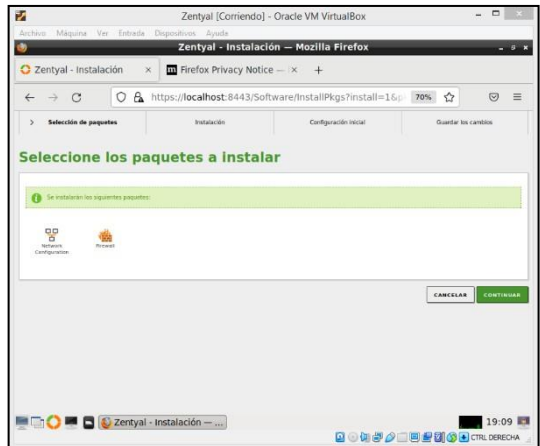 Zentyal [Corriendo] - Oracle VM VirtualBox
Archivo Máquina Ver Entrada Dispositivos Ayuda
Zentyal - Instalación — Mozilla Firefox
Zentyal - Instalación × m Firefox Privacy Notice — × +
https://localhost:8443/Software/InstallPkgs?install=1&p 70%
> Selección de paquetes Instalación Configuración inicial Guardar los cambios
Seleccione los paquetes a instalar
i Se instalarán los siguientes paquetes:
Network Firewall
Configuration
CANCELAR CONTINUAR
Zentyal - Instalación — ... 19:09
CTRL DERECHA